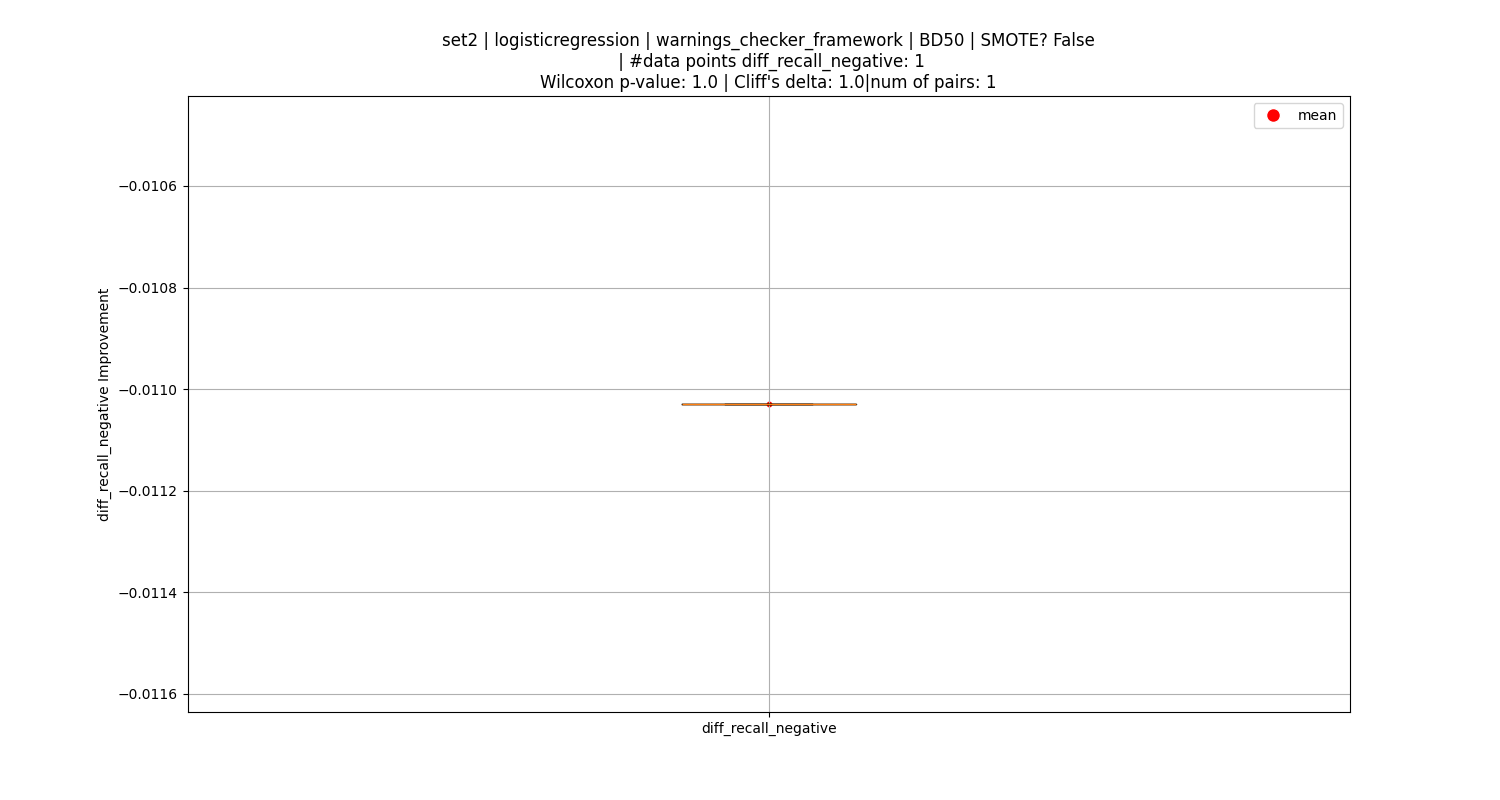 set2 | logisticregression | warnings_checker_framework | BD50 | SMOTE? False
| #data points diff_recall_negative: 1
Wilcoxon p-value: 1.0 | Cliff's delta: 1.0|num of pairs: 1
mean
−0.0106
−0.0108
−0.0110
−0.0112
−0.0114
−0.0116
diff_recall_negative Improvement
diff_recall_negative